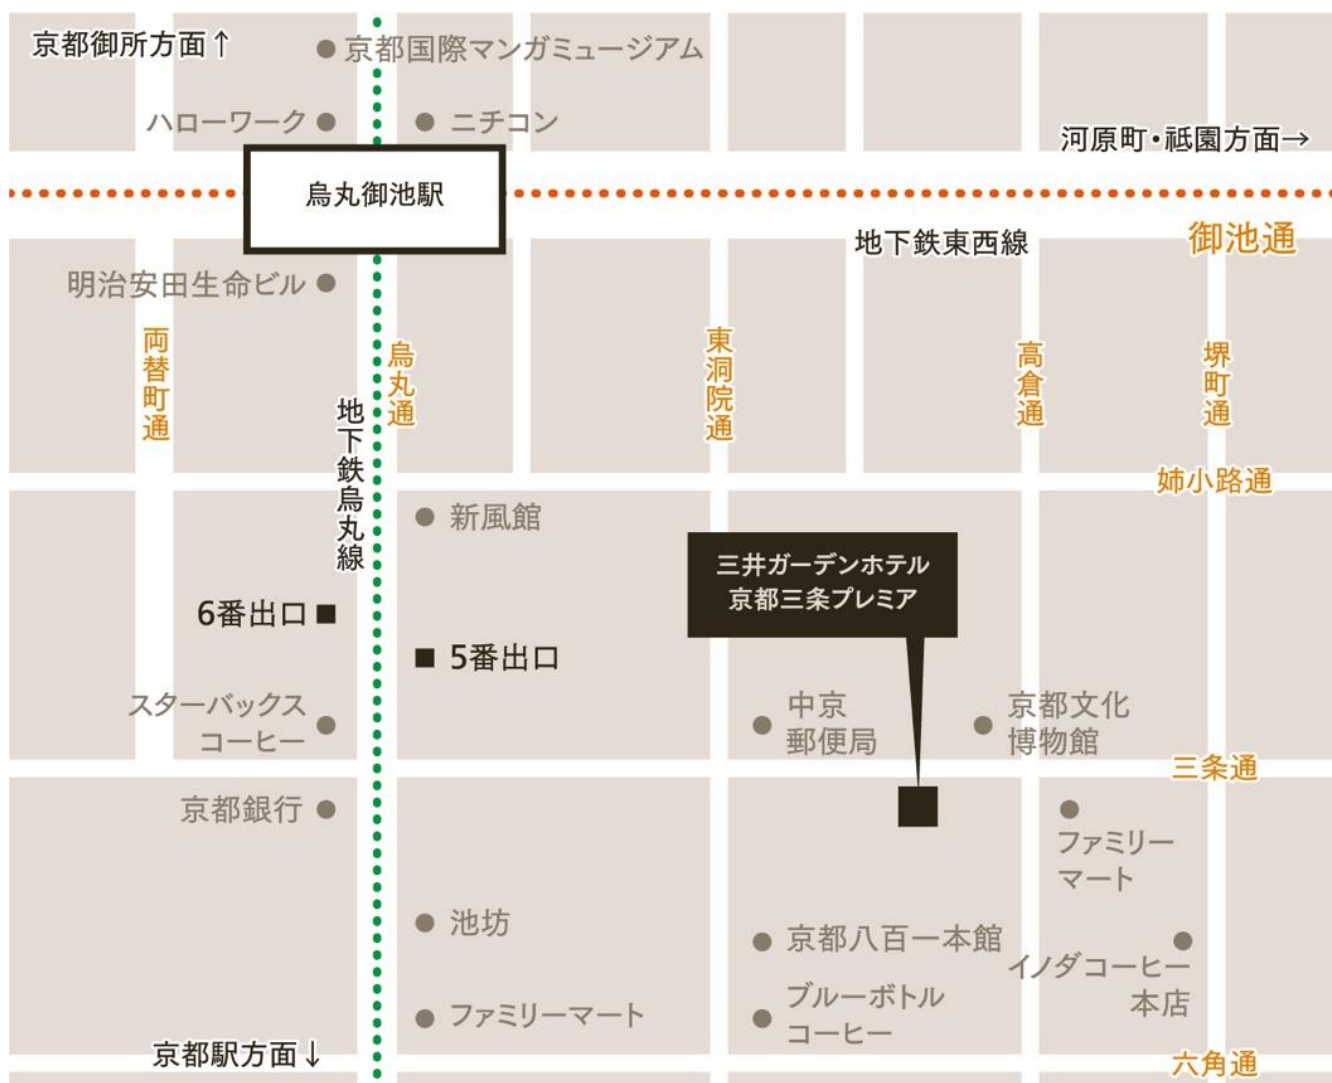 京都御所方面↑
京都国際マンガミュージアム
ハローワーク
ニチコン
河原町・祇園方面→
烏丸御池駅
地下鉄東西線
御池通
明治安田生命ビル
両替町通
烏丸通
東洞院通
高倉通
堺町通
地下鉄烏丸線
姉小路通
新風館
三井ガーデンホテル
京都三条プレミア
6番出口
5番出口
スターバックス
コーヒー
中京
郵便局
京都文化
博物館
三条通
京都銀行
ファミリー
マート
池坊
京都八百一本館
イノダコーヒー
本店
ファミリーマート
ブルーボトル
コーヒー
京都駅方面↓
六角通